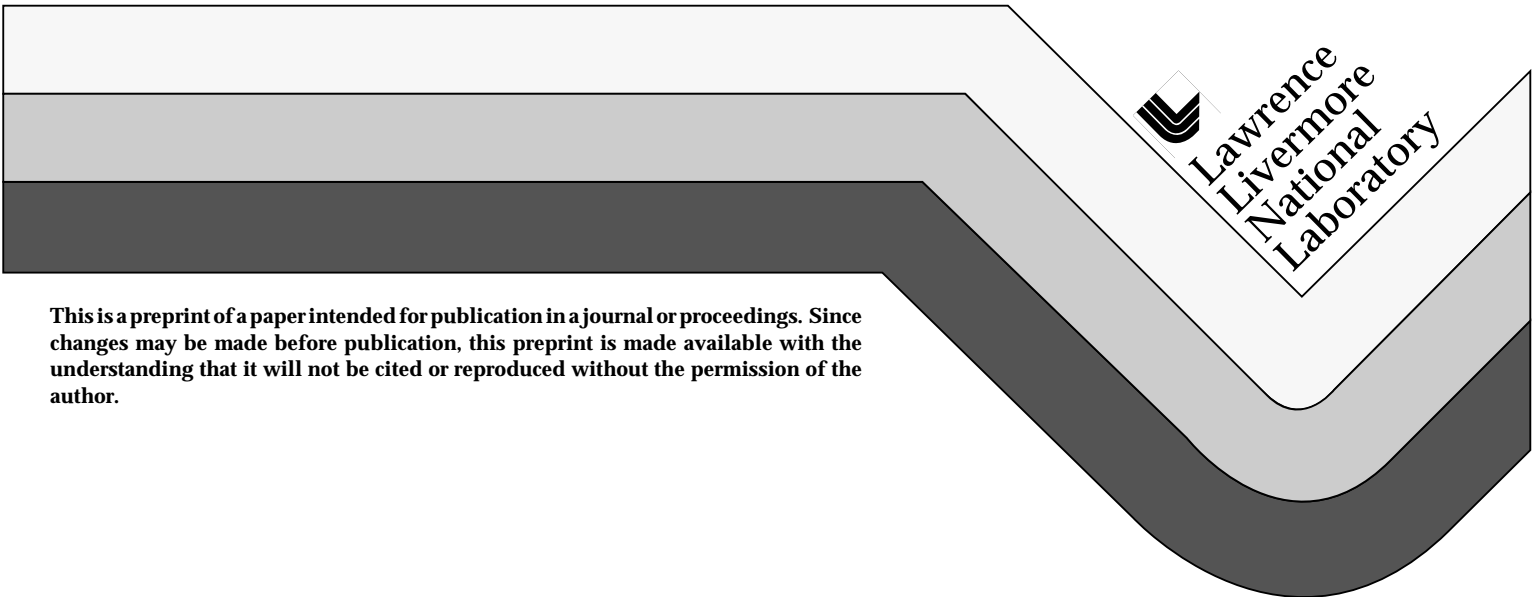 Lawrence
Livermore
National
Laboratory
This is a preprint of a paper intended for publication in a journal or proceedings. Since
changes may be made before publication, this preprint is made available with the
understanding that it will not be cited or reproduced without the permission of the
author.